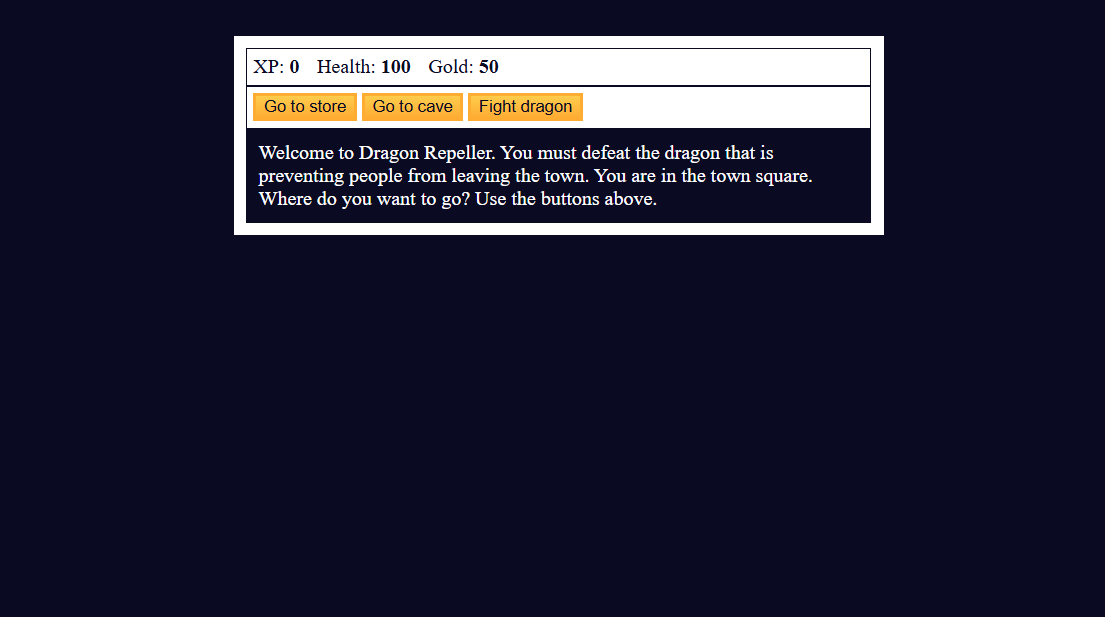 XP: 0 Health: 100 Gold: 50
Go to store Go to cave Fight dragon
Welcome to Dragon Repeller. You must defeat the dragon that is
preventing people from leaving the town. You are in the town square.
Where do you want to go? Use the buttons above.